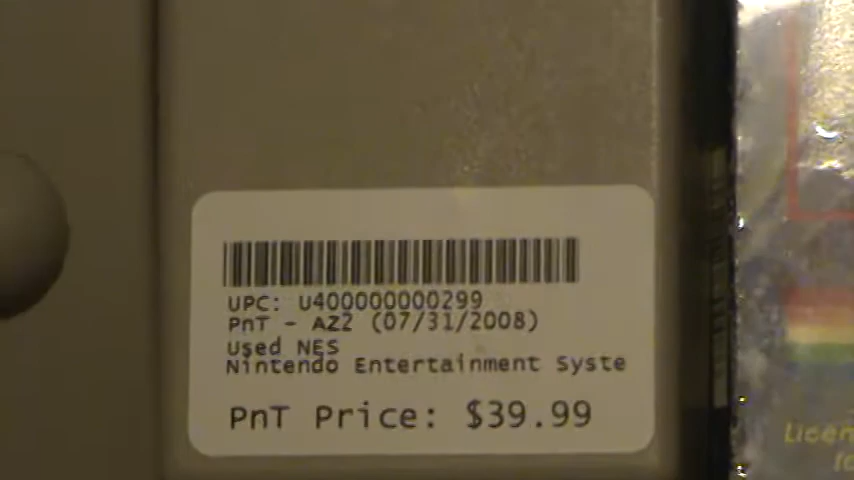 UPC: U400000000299
PnT - AZ2 (07/31/2008)
Used NES
Nintendo Entertainment Syste
PnT Price: $39.99